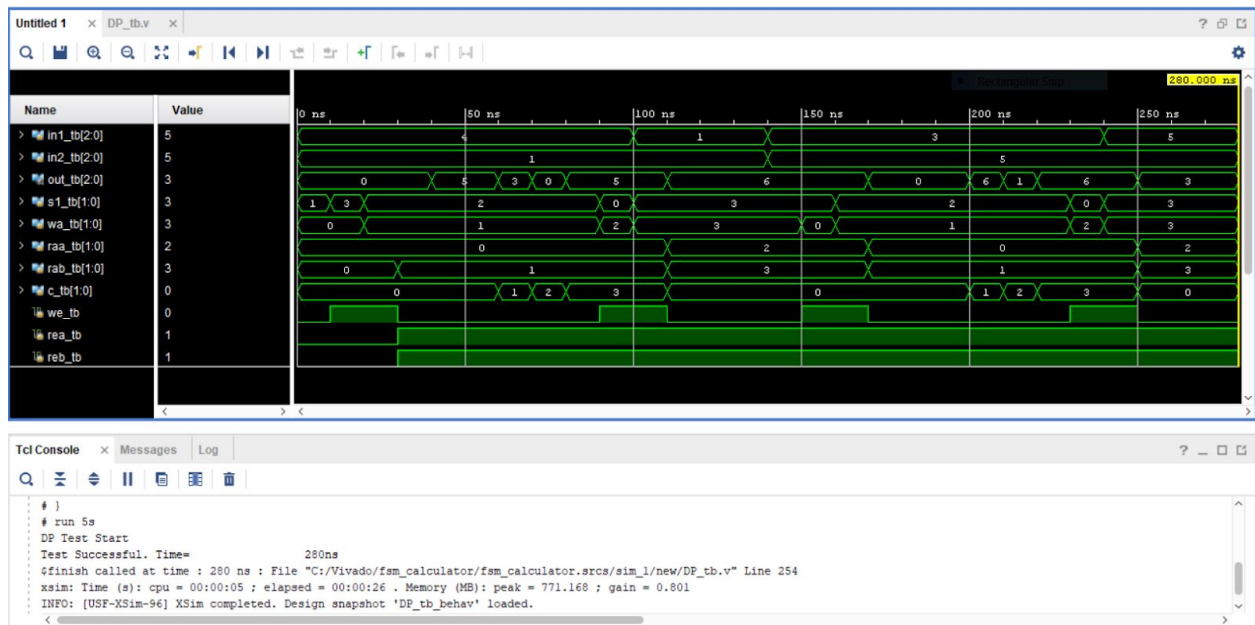 Untitled 1 × DP_tb.v ×
?
Rectangular Snip
280.000 ns
Name Value
0 ns 50 ns 100 ns 150 ns 200 ns 250 ns
> in1_tb[2:0] 5 4 1 3 5
> in2_tb[2:0] 5 1 5
> out_tb[2:0] 3 0 5 3 0 5 6 0 6 1 6 3
> s1_tb[1:0] 3 1 3 2 0 3 2 0 3
> wa_tb[1:0] 3 0 1 2 3 0 1 2 3
> raa_tb[1:0] 2 0 2 0 2
> rab_tb[1:0] 3 0 1 3 1 3
> c_tb[1:0] 0 0 1 2 3 0 1 2 3 0
we_tb 0
rea_tb 1
reb_tb 1
Tcl Console × Messages Log
?
# }
# run 5s
DP Test Start
Test Successful. Time= 280ns
$finish called at time : 280 ns : File "C:/Vivado/fsm_calculator/fsm_calculator.srcs/sim_1/new/DP_tb.v" Line 254
xsim: Time (s): cpu = 00:00:05 ; elapsed = 00:00:26 . Memory (MB): peak = 771.168 ; gain = 0.801
INFO: [USF-XSim-96] XSim completed. Design snapshot 'DP_tb_behav' loaded.